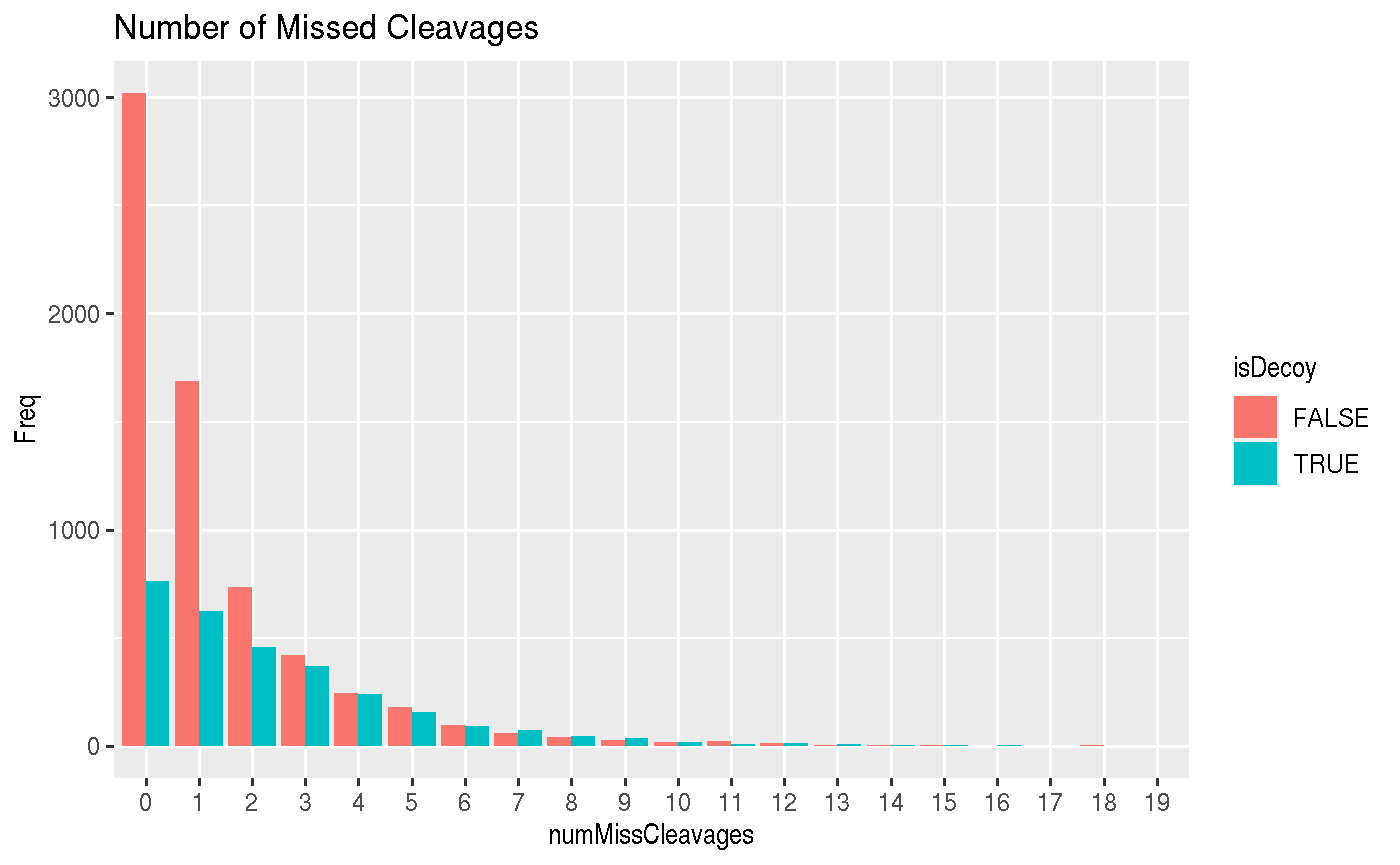 Number of Missed Cleavages
3000
2000
1000
0
Freq
0 1 2 3 4 5 6 7 8 9 10 11 12 13 14 15 16 17 18 19
numMissCleavages
isDecoy
FALSE
TRUE